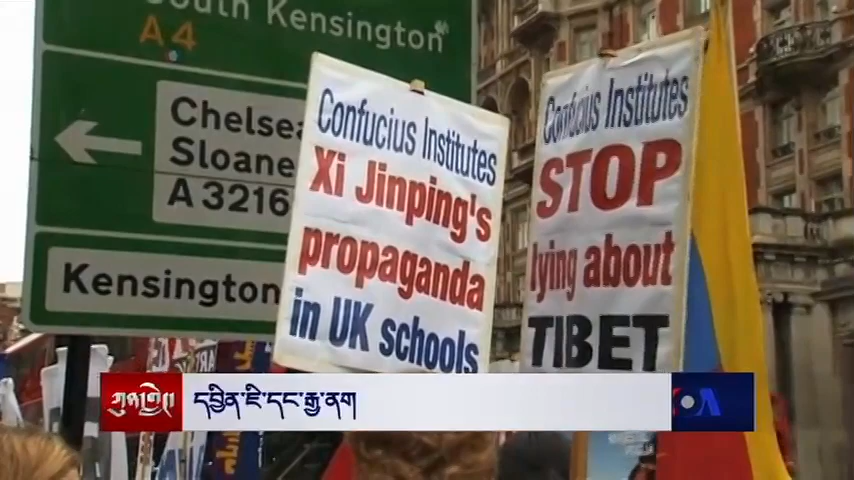 South Kensington
A4
Chelsea
Sloane
A 3216
Kensington
Confucius Institutes
Xi Jinping's
propaganda
in UK schools
Confucius Institutes
STOP
lying about
TIBET
ཀུན་གླེང།
དབྱིན་ཇི་དང་རྒྱ་ནག
VOA